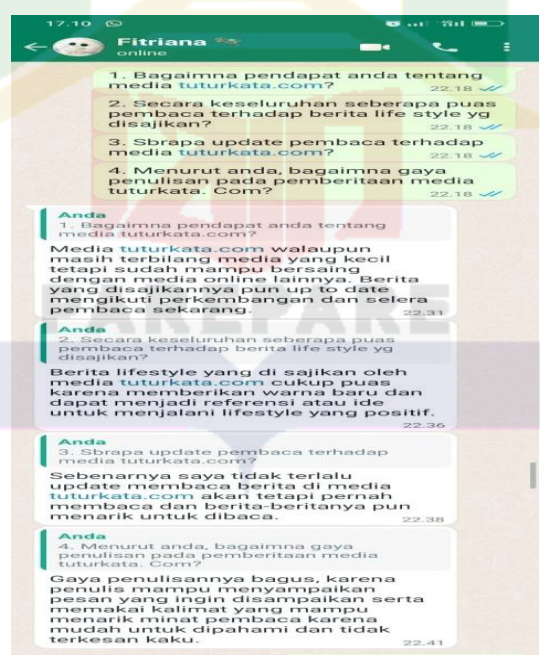 17.10
Fitriana
online
1. Bagaimna pendapat anda tentang
media tuturkata.com?
22.18
2. Secara keseluruhan seberapa puas
pembaca terhadap berita life style yg
disajikan?
22.18
3. Sbrapa update pembaca terhadap
media tuturkata.com?
22.18
4. Menurut anda, bagaimna gaya
penulisan pada pemberitaan media
tuturkata. Com?
22.18
Anda
1. Bagaimna pendapat anda tentang
media tuturkata.com?
Media tuturkata.com walaupun
masih terbilang media yang kecil
tetapi sudah mampu bersaing
dengan media online lainnya. Berita
yang disajikannya pun up to date
mengikuti perkembangan dan selera
pembaca sekarang.
22.31
Anda
2. Secara keseluruhan seberapa puas
pembaca terhadap berita life style yg
disajikan?
Berita lifestyle yang di sajikan oleh
media tuturkata.com cukup puas
karena memberikan warna baru dan
dapat menjadi referensi atau ide
untuk menjalani lifestyle yang positif.
22.36
Anda
3. Sbrapa update pembaca terhadap
media tuturkata.com?
Sebenarnya saya tidak terlalu
update membaca berita di media
tuturkata.com akan tetapi pernah
membaca dan berita-beritanya pun
menarik untuk dibaca.
22.38
Anda
4. Menurut anda, bagaimna gaya
penulisan pada pemberitaan media
tuturkata. Com?
Gaya penulisannya bagus, karena
penulis mampu menyampaikan
pesan yang ingin disampaikan serta
memakai kalimat yang mampu
menarik minat pembaca karena
mudah untuk dipahami dan tidak
terkesan kaku.
22.41
PAREPARE